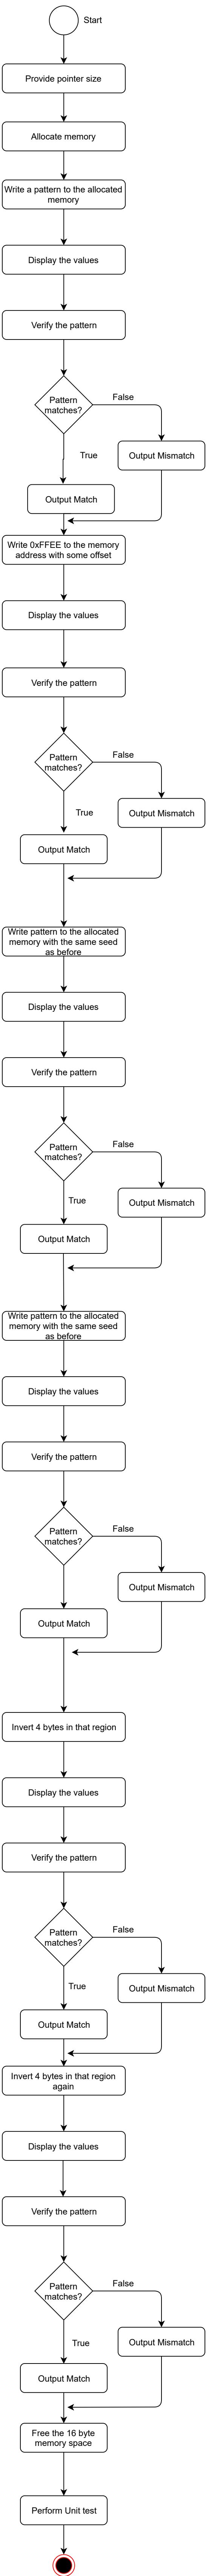 Start
Provide pointer size
Allocate memory
Write a pattern to the allocated
memory
Display the values
Verify the pattern
Pattern
matches?
False
True
Output Mismatch
Output Match
Write 0xFFEE to the memory
address with some offset
Display the values
Verify the pattern
Pattern
matches?
False
True
Output Mismatch
Output Match
Write pattern to the allocated
memory with the same seed
as before
Display the values
Verify the pattern
Pattern
matches?
False
True
Output Mismatch
Output Match
Write pattern to the allocated
memory with the same seed
as before
Display the values
Verify the pattern
Pattern
matches?
False
Output Mismatch
Output Match
Invert 4 bytes in that region
Display the values
Verify the pattern
Pattern
matches?
False
True
Output Mismatch
Output Match
Invert 4 bytes in that region
again
Display the values
Verify the pattern
Pattern
matches?
False
True
Output Mismatch
Output Match
Free the 16 byte
memory space
Perform Unit test